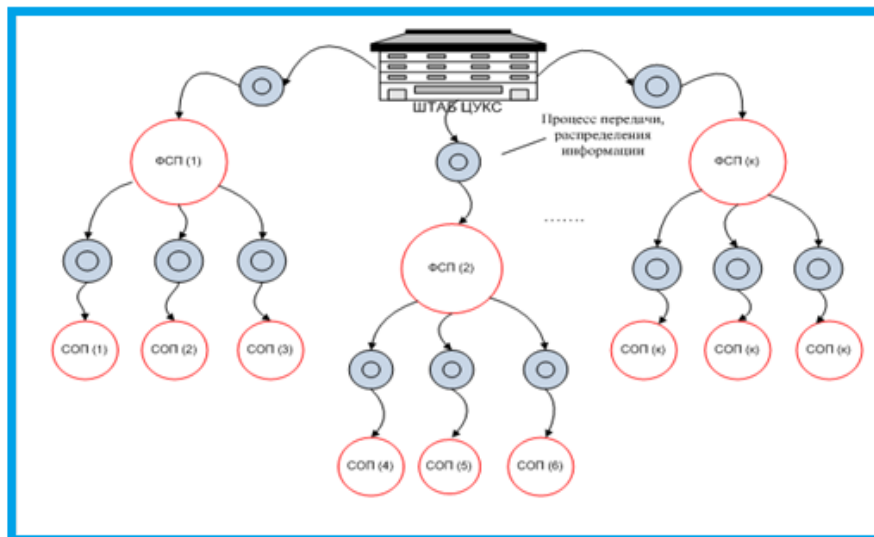 ШТАБ ЦУКС
Процесс передачи,
распределения
информации
ФСП (1)
ФСП (к)
.......
ФСП (2)
СОП (1)
СОП (2)
СОП (3)
СОП (к)
СОП (к)
СОП (к)
СОП (4)
СОП (5)
СОП (6)